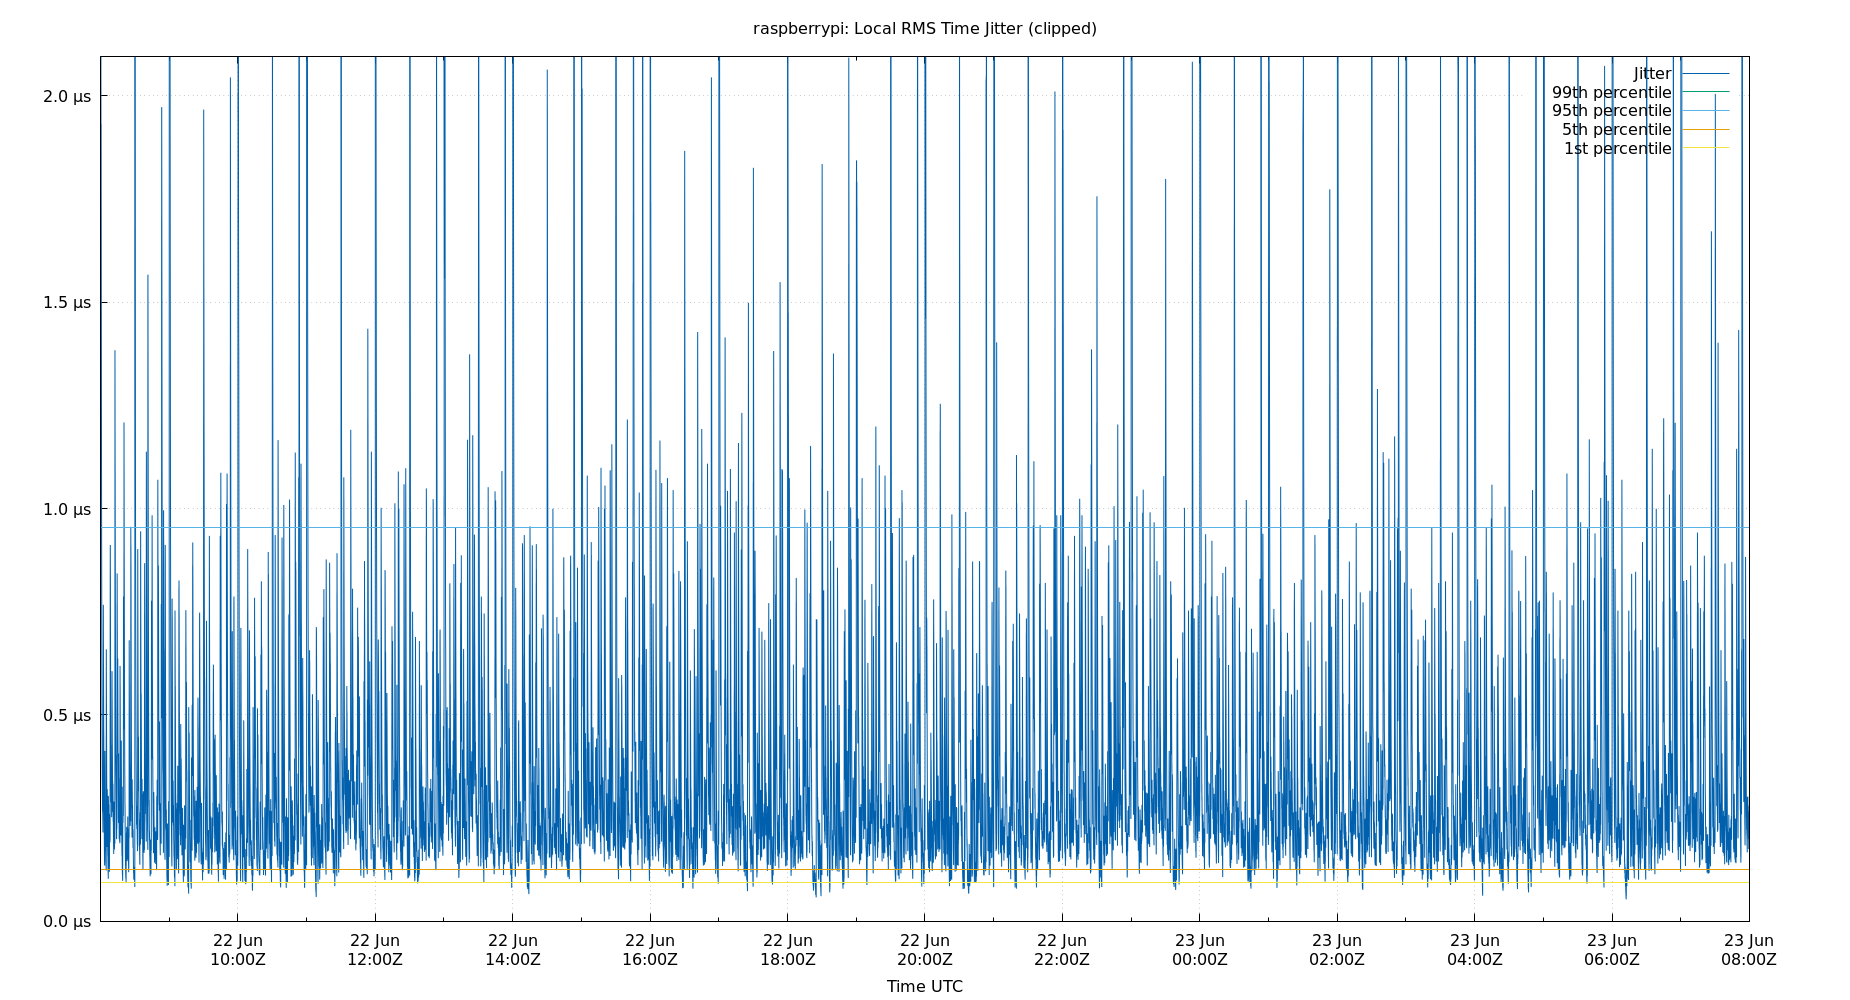 raspberrypi: Local RMS Time Jitter (clipped)
Jitter
99th percentile
95th percentile
5th percentile
1st percentile
2.0 µs
1.5 µs
1.0 µs
0.5 µs
0.0 µs
22 Jun 22 Jun 22 Jun 22 Jun 22 Jun 22 Jun 22 Jun 23 Jun 23 Jun 23 Jun 23 Jun 23 Jun
10:00Z 12:00Z 14:00Z 16:00Z 18:00Z 20:00Z 22:00Z 00:00Z 02:00Z 04:00Z 06:00Z 08:00Z
Time UTC